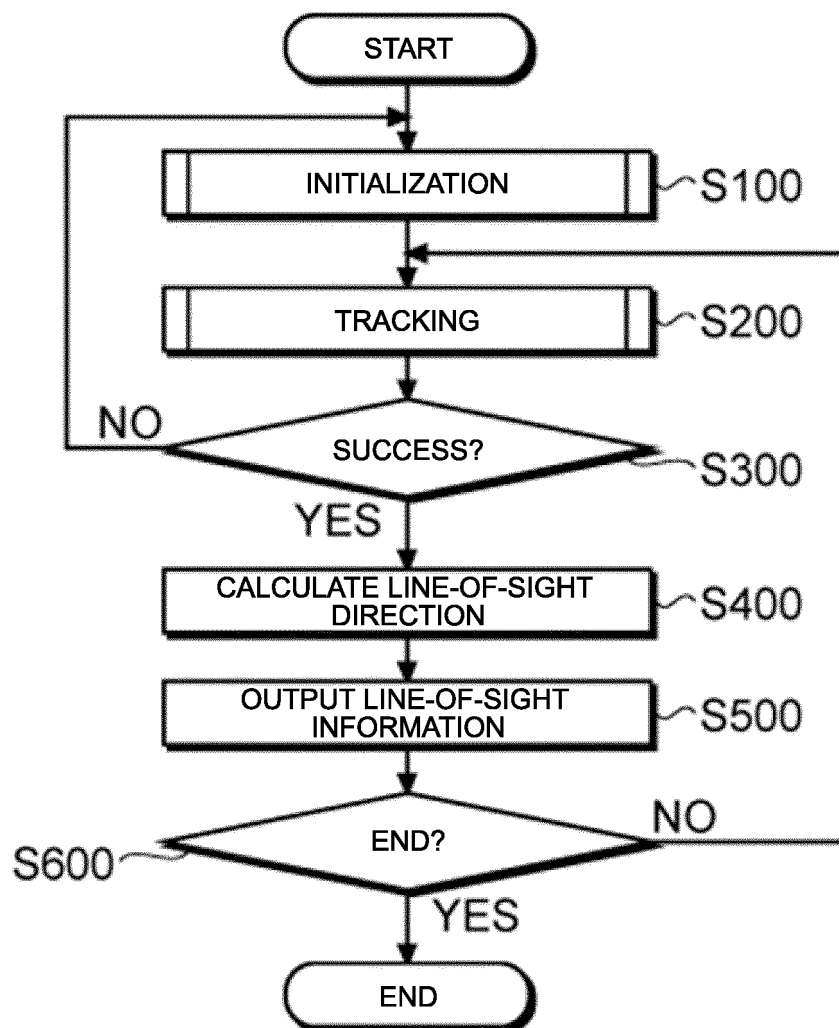 START
INITIALIZATION
S100
TRACKING
S200
NO
SUCCESS?
S300
YES
CALCULATE LINE-OF-SIGHT
DIRECTION
S400
OUTPUT LINE-OF-SIGHT
INFORMATION
S500
END?
NO
S600
YES
END